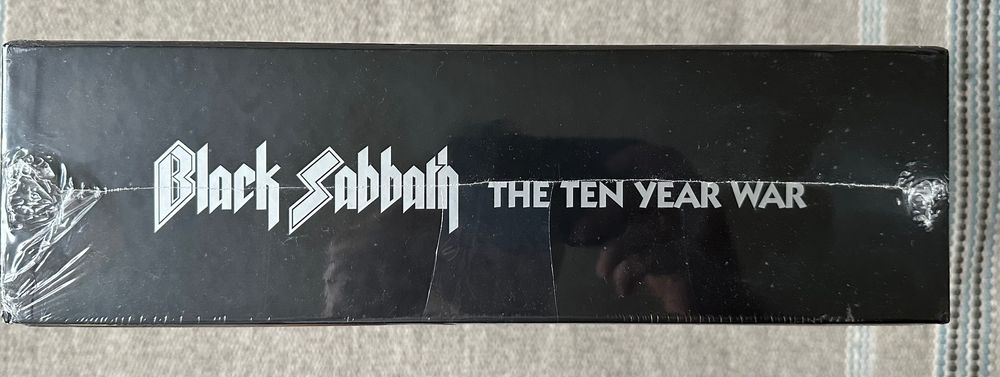 Black Sabbath THE TEN YEAR WAR